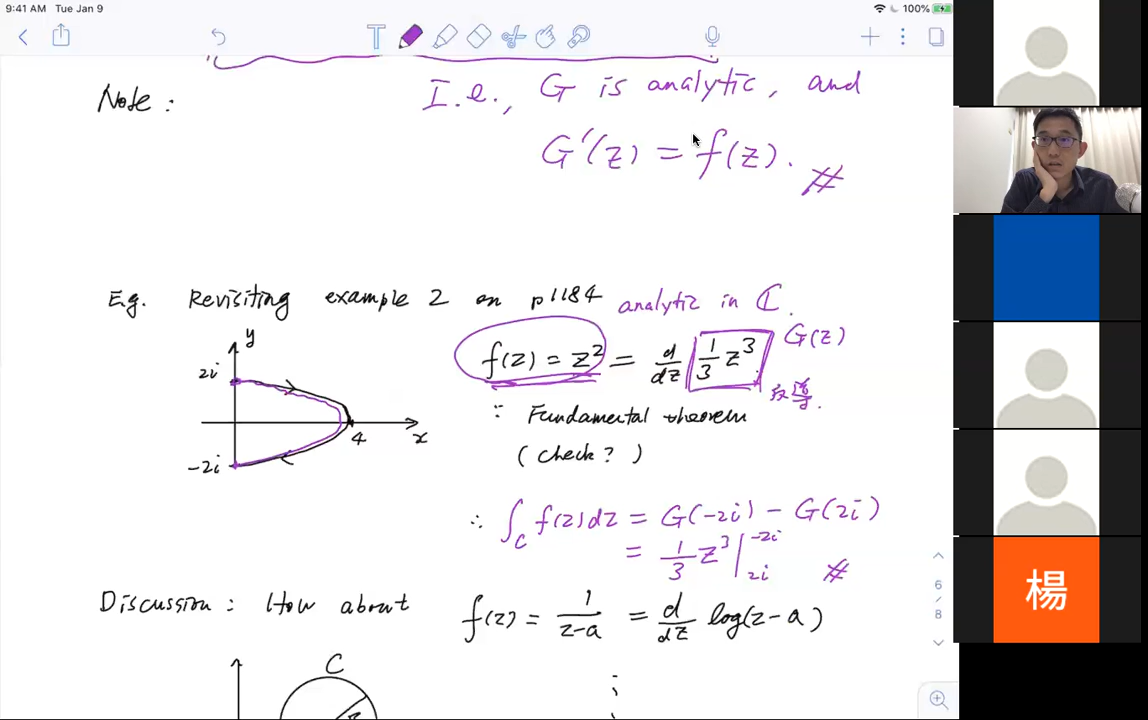 9:41 AM Tue Jan 9
100%
I.e., G is analytic, and
Note:
G'(z) = f(z). #
E.g. Revisiting example 2 on p1184 analytic in ℂ.
f(z) = z² = d/dz 1/3 z³ G(z)
y
2i
4
x
-2i
∵ Fundamental theorem
(check?)
∴ ∫_C f(z)dz = G(-2i) - G(2i)
= 1/3 z³ |_{2i}^{-2i} #
Discussion: How about f(z) = 1/(z-a) = d/dz log(z-a)
C
6
8
楊